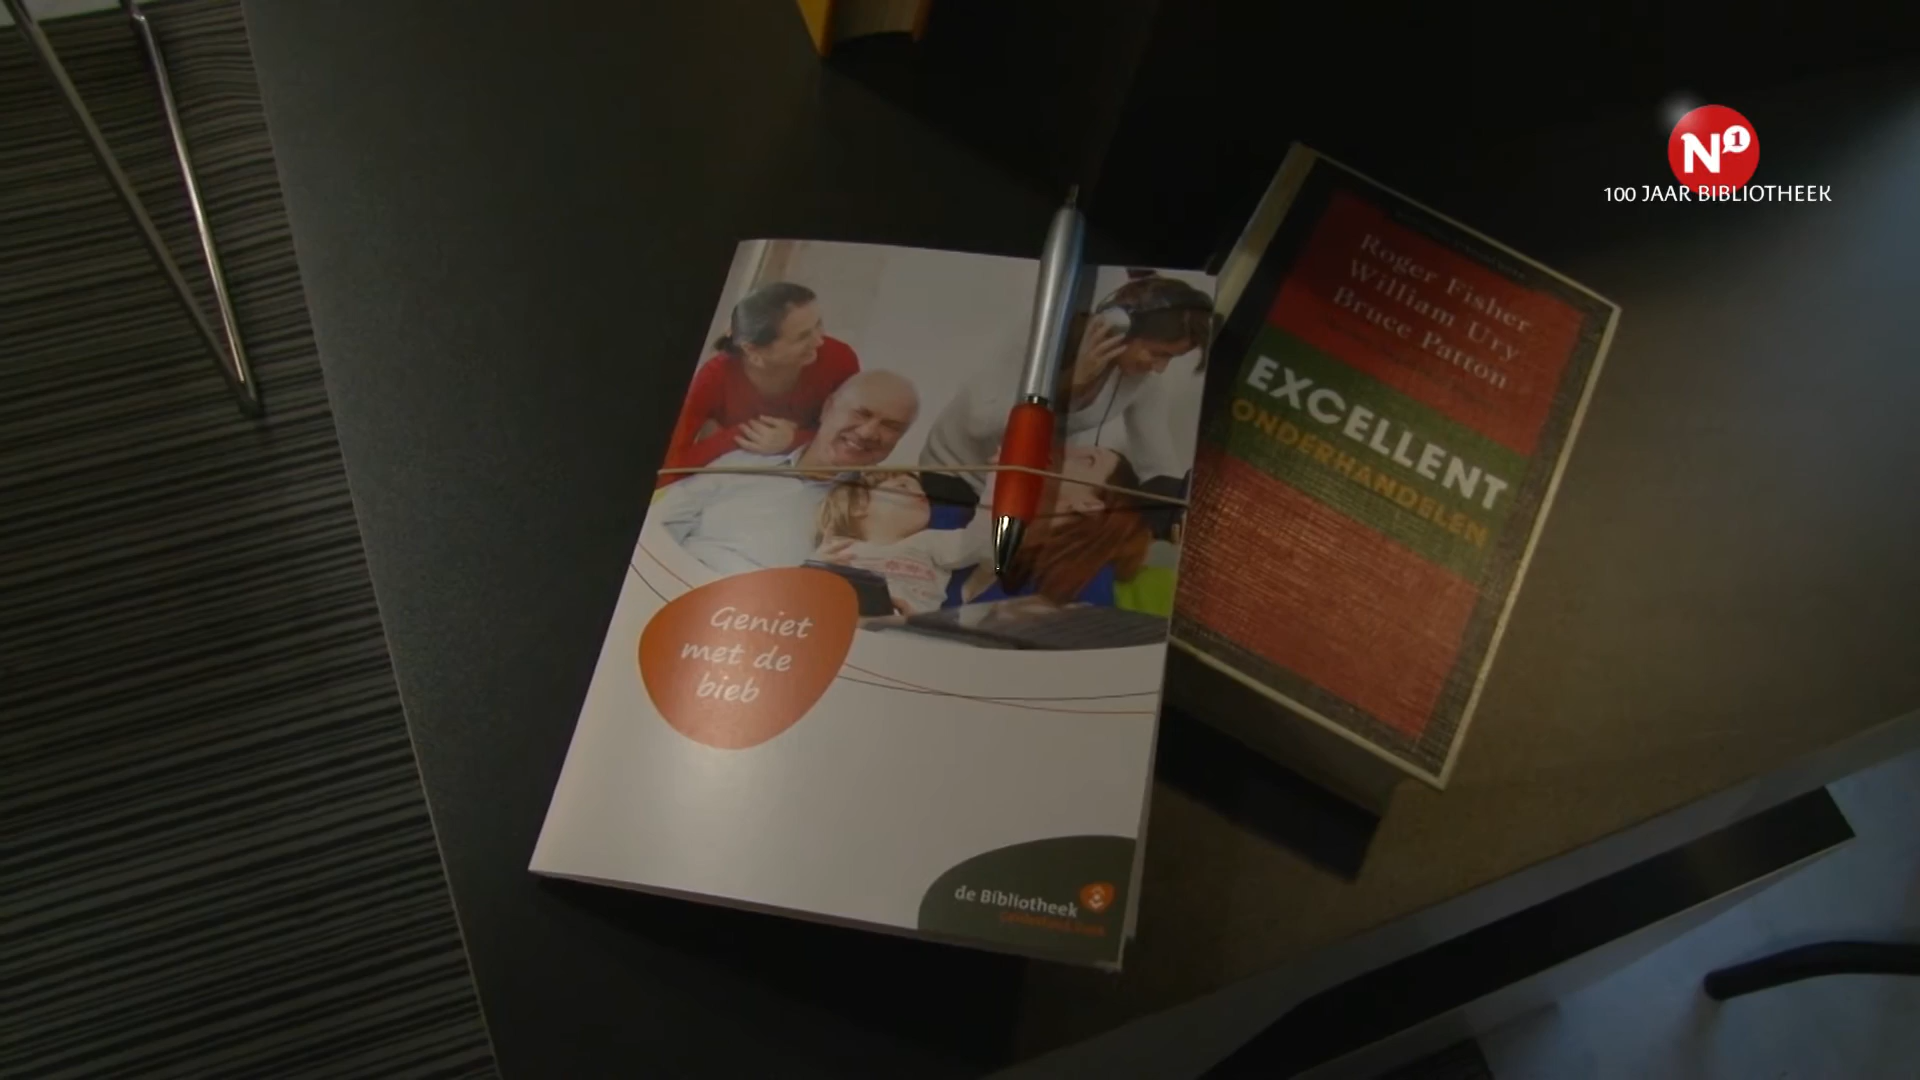 N1
100 JAAR BIBLIOTHEEK
Roger Fisher
William Ury
Bruce Patton
EXCELLENT
ONDERHANDELEN
Geniet
met de
bieb
de Bibliotheek